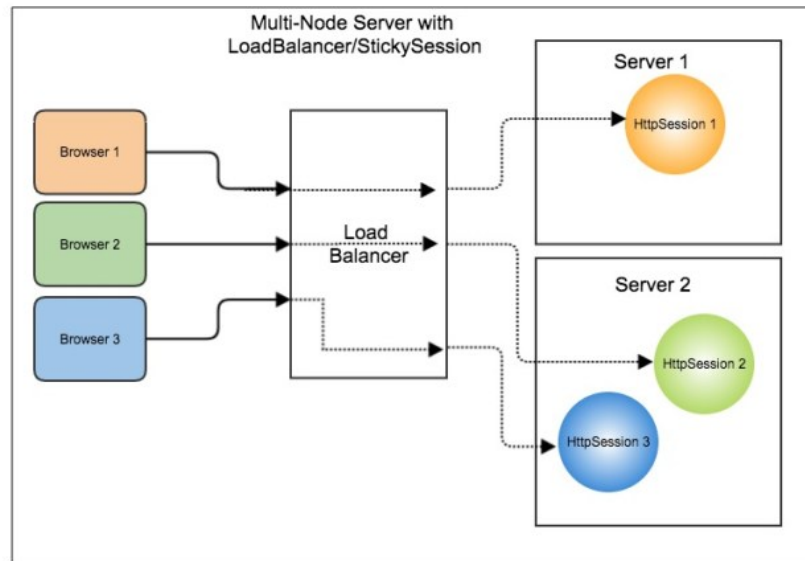 Multi-Node Server with
LoadBalancer/StickySession
Server 1
HttpSession 1
Browser 1
Browser 2
Load
Balancer
Browser 3
Server 2
HttpSession 2
HttpSession 3